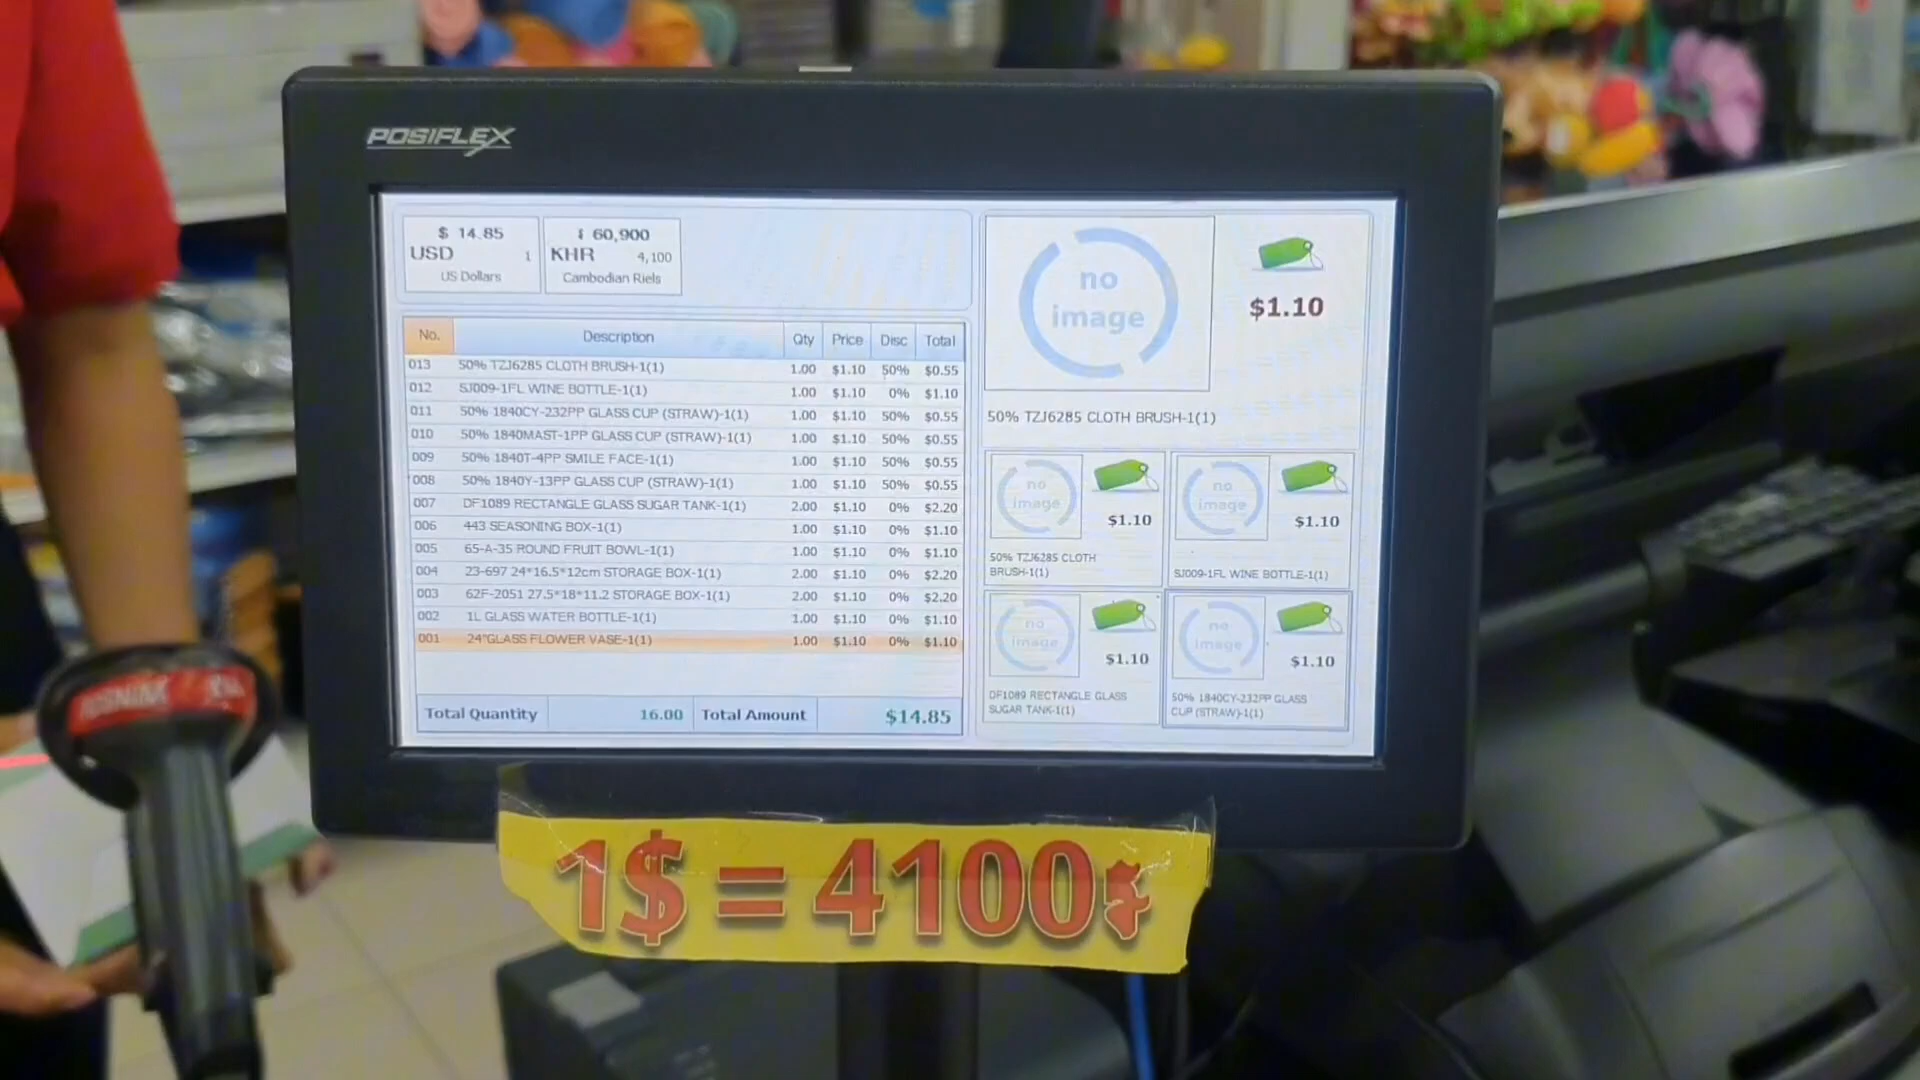 POSIFLEX
$ 14.85
USD 1
US Dollars
៛ 60,900
KHR 4,100
Cambodian Riels
No. Description Qty Price Disc Total
013 50% TZJ6285 CLOTH BRUSH-1(1) 1.00 $1.10 50% $0.55
012 SJ009-1FL WINE BOTTLE-1(1) 1.00 $1.10 0% $1.10
011 50% 1840CY-232PP GLASS CUP (STRAW)-1(1) 1.00 $1.10 50% $0.55
010 50% 1840MAST-1PP GLASS CUP (STRAW)-1(1) 1.00 $1.10 50% $0.55
009 50% 1840T-4PP SMILE FACE-1(1) 1.00 $1.10 50% $0.55
008 50% 1840Y-13PP GLASS CUP (STRAW)-1(1) 1.00 $1.10 50% $0.55
007 DF1089 RECTANGLE GLASS SUGAR TANK-1(1) 2.00 $1.10 0% $2.20
006 443 SEASONING BOX-1(1) 1.00 $1.10 0% $1.10
005 65-A-35 ROUND FRUIT BOWL-1(1) 1.00 $1.10 0% $1.10
004 23-697 24*16.5*12cm STORAGE BOX-1(1) 2.00 $1.10 0% $2.20
003 62F-2051 27.5*18*11.2 STORAGE BOX-1(1) 2.00 $1.10 0% $2.20
002 1L GLASS WATER BOTTLE-1(1) 1.00 $1.10 0% $1.10
001 24"GLASS FLOWER VASE-1(1) 1.00 $1.10 0% $1.10
Total Quantity 16.00 Total Amount $14.85
no
image
$1.10
50% TZJ6285 CLOTH BRUSH-1(1)
no
image
$1.10
50% TZJ6285 CLOTH
BRUSH-1(1)
no
image
$1.10
SJ009-1FL WINE BOTTLE-1(1)
no
image
$1.10
DF1089 RECTANGLE GLASS
SUGAR TANK-1(1)
no
image
$1.10
50% 1840CY-232PP GLASS
CUP (STRAW)-1(1)
1$ = 4100៛